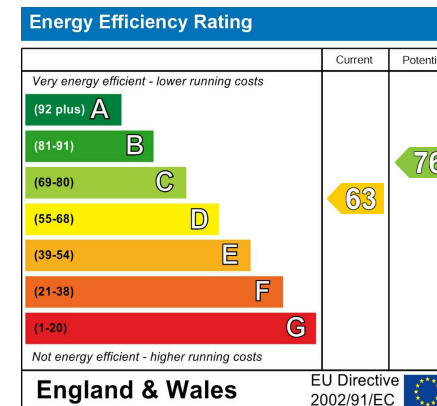 Energy Efficiency Rating
Current Potenti
Very energy efficient - lower running costs
(92 plus) A
(81-91) B
(69-80) C
(55-68) D
(39-54) E
(21-38) F
(1-20) G
63
76
Not energy efficient - higher running costs
England & Wales
EU Directive
2002/91/EC